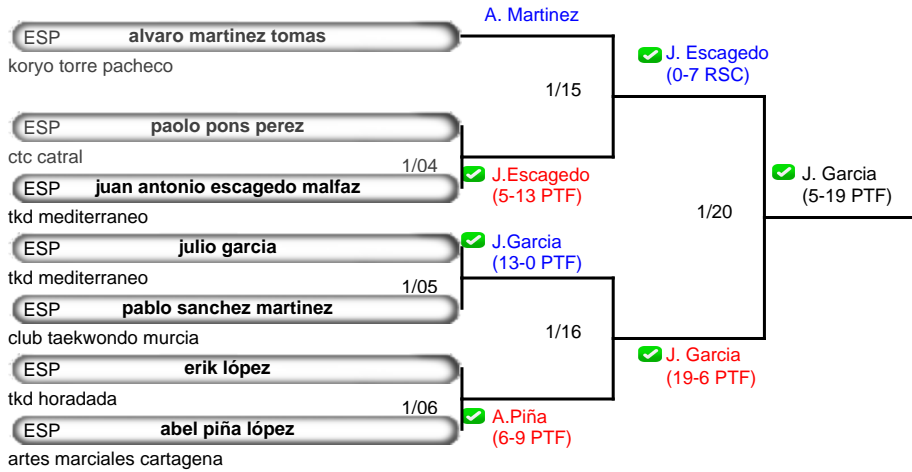 A. Martinez
ESP alvaro martinez tomas
koryo torre pacheco
J. Escagedo
(0-7 RSC)
1/15
ESP paolo pons perez
ctc catral
1/04
ESP juan antonio escagedo malfaz
tkd mediterraneo
J.Escagedo
(5-13 PTF)
J. Garcia
(5-19 PTF)
1/20
ESP julio garcia
tkd mediterraneo
J.Garcia
(13-0 PTF)
1/05
ESP pablo sanchez martinez
club taekwondo murcia
1/16
J. Garcia
(19-6 PTF)
ESP erik lópez
tkd horadada
1/06
ESP abel piña lópez
artes marciales cartagena
A.Piña
(6-9 PTF)